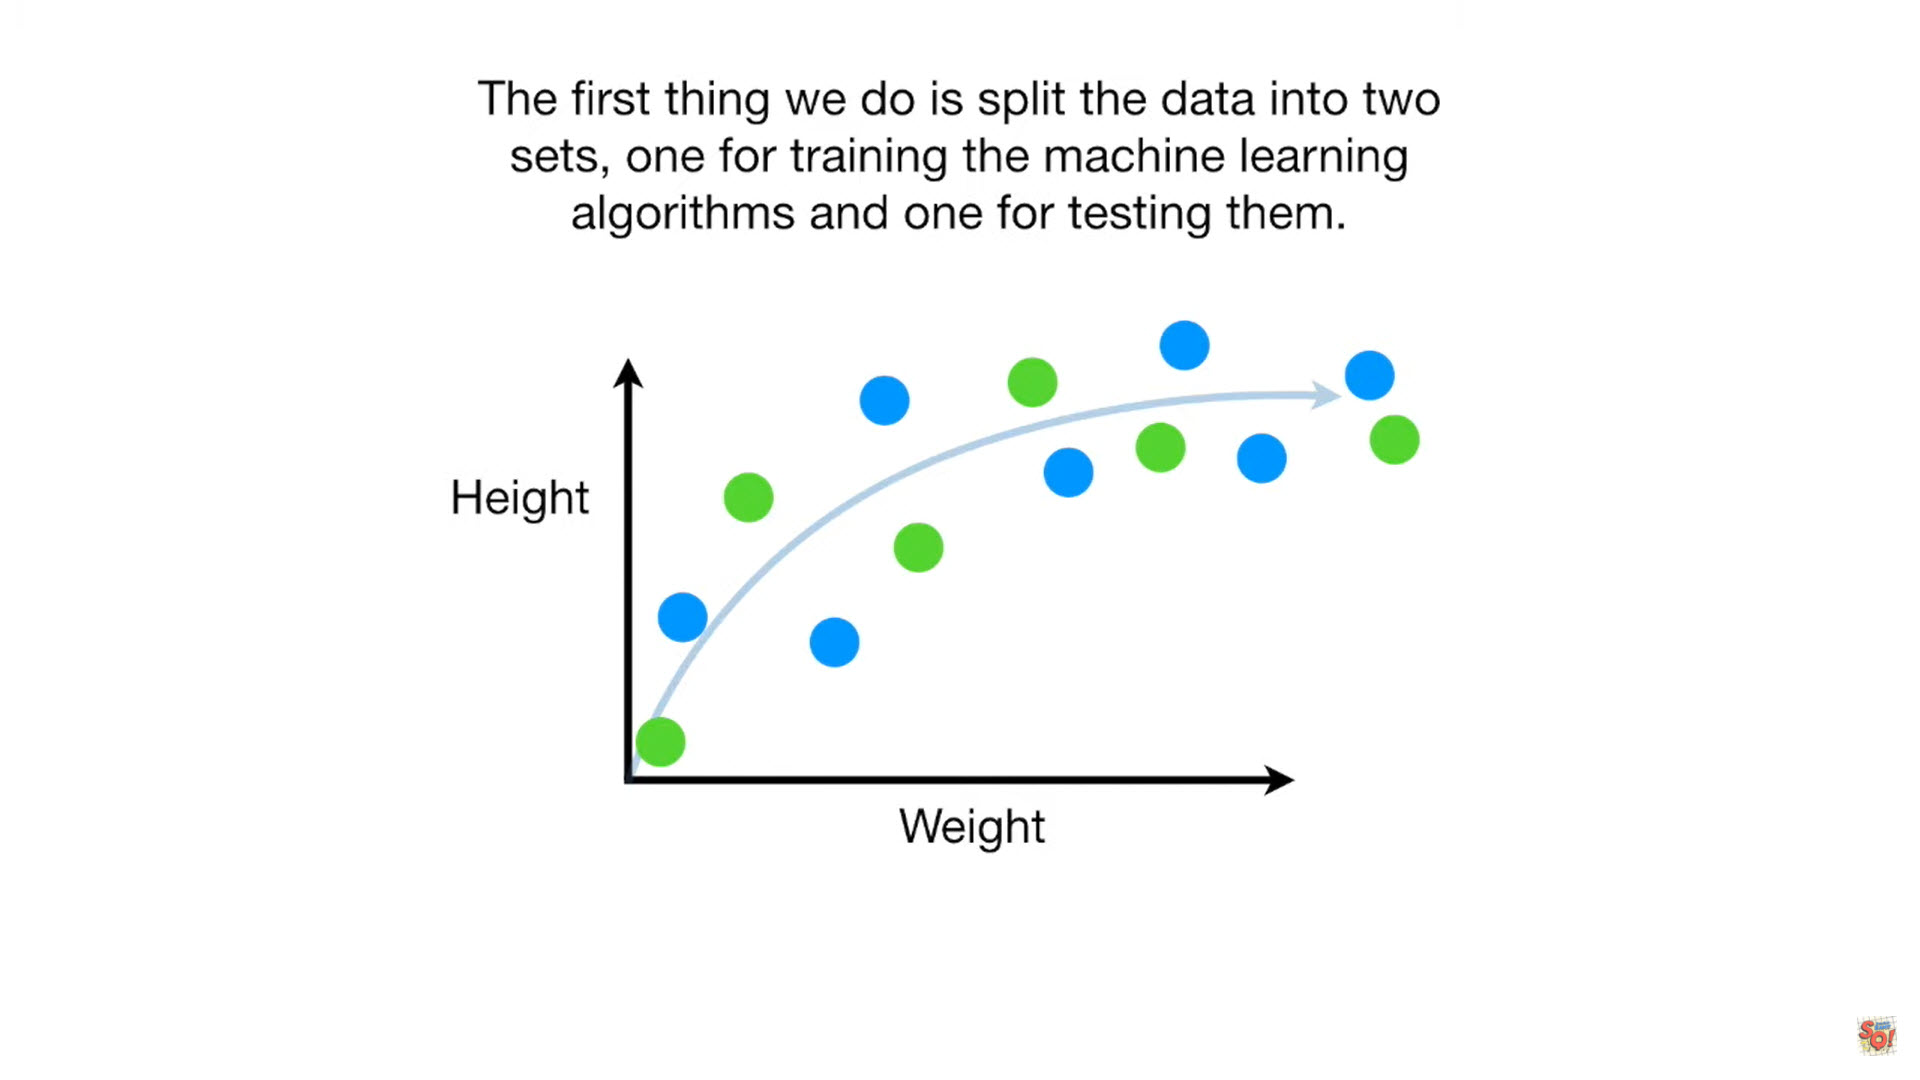 The first thing we do is split the data into two
sets, one for training the machine learning
algorithms and one for testing them.
Height
Weight
SQ!